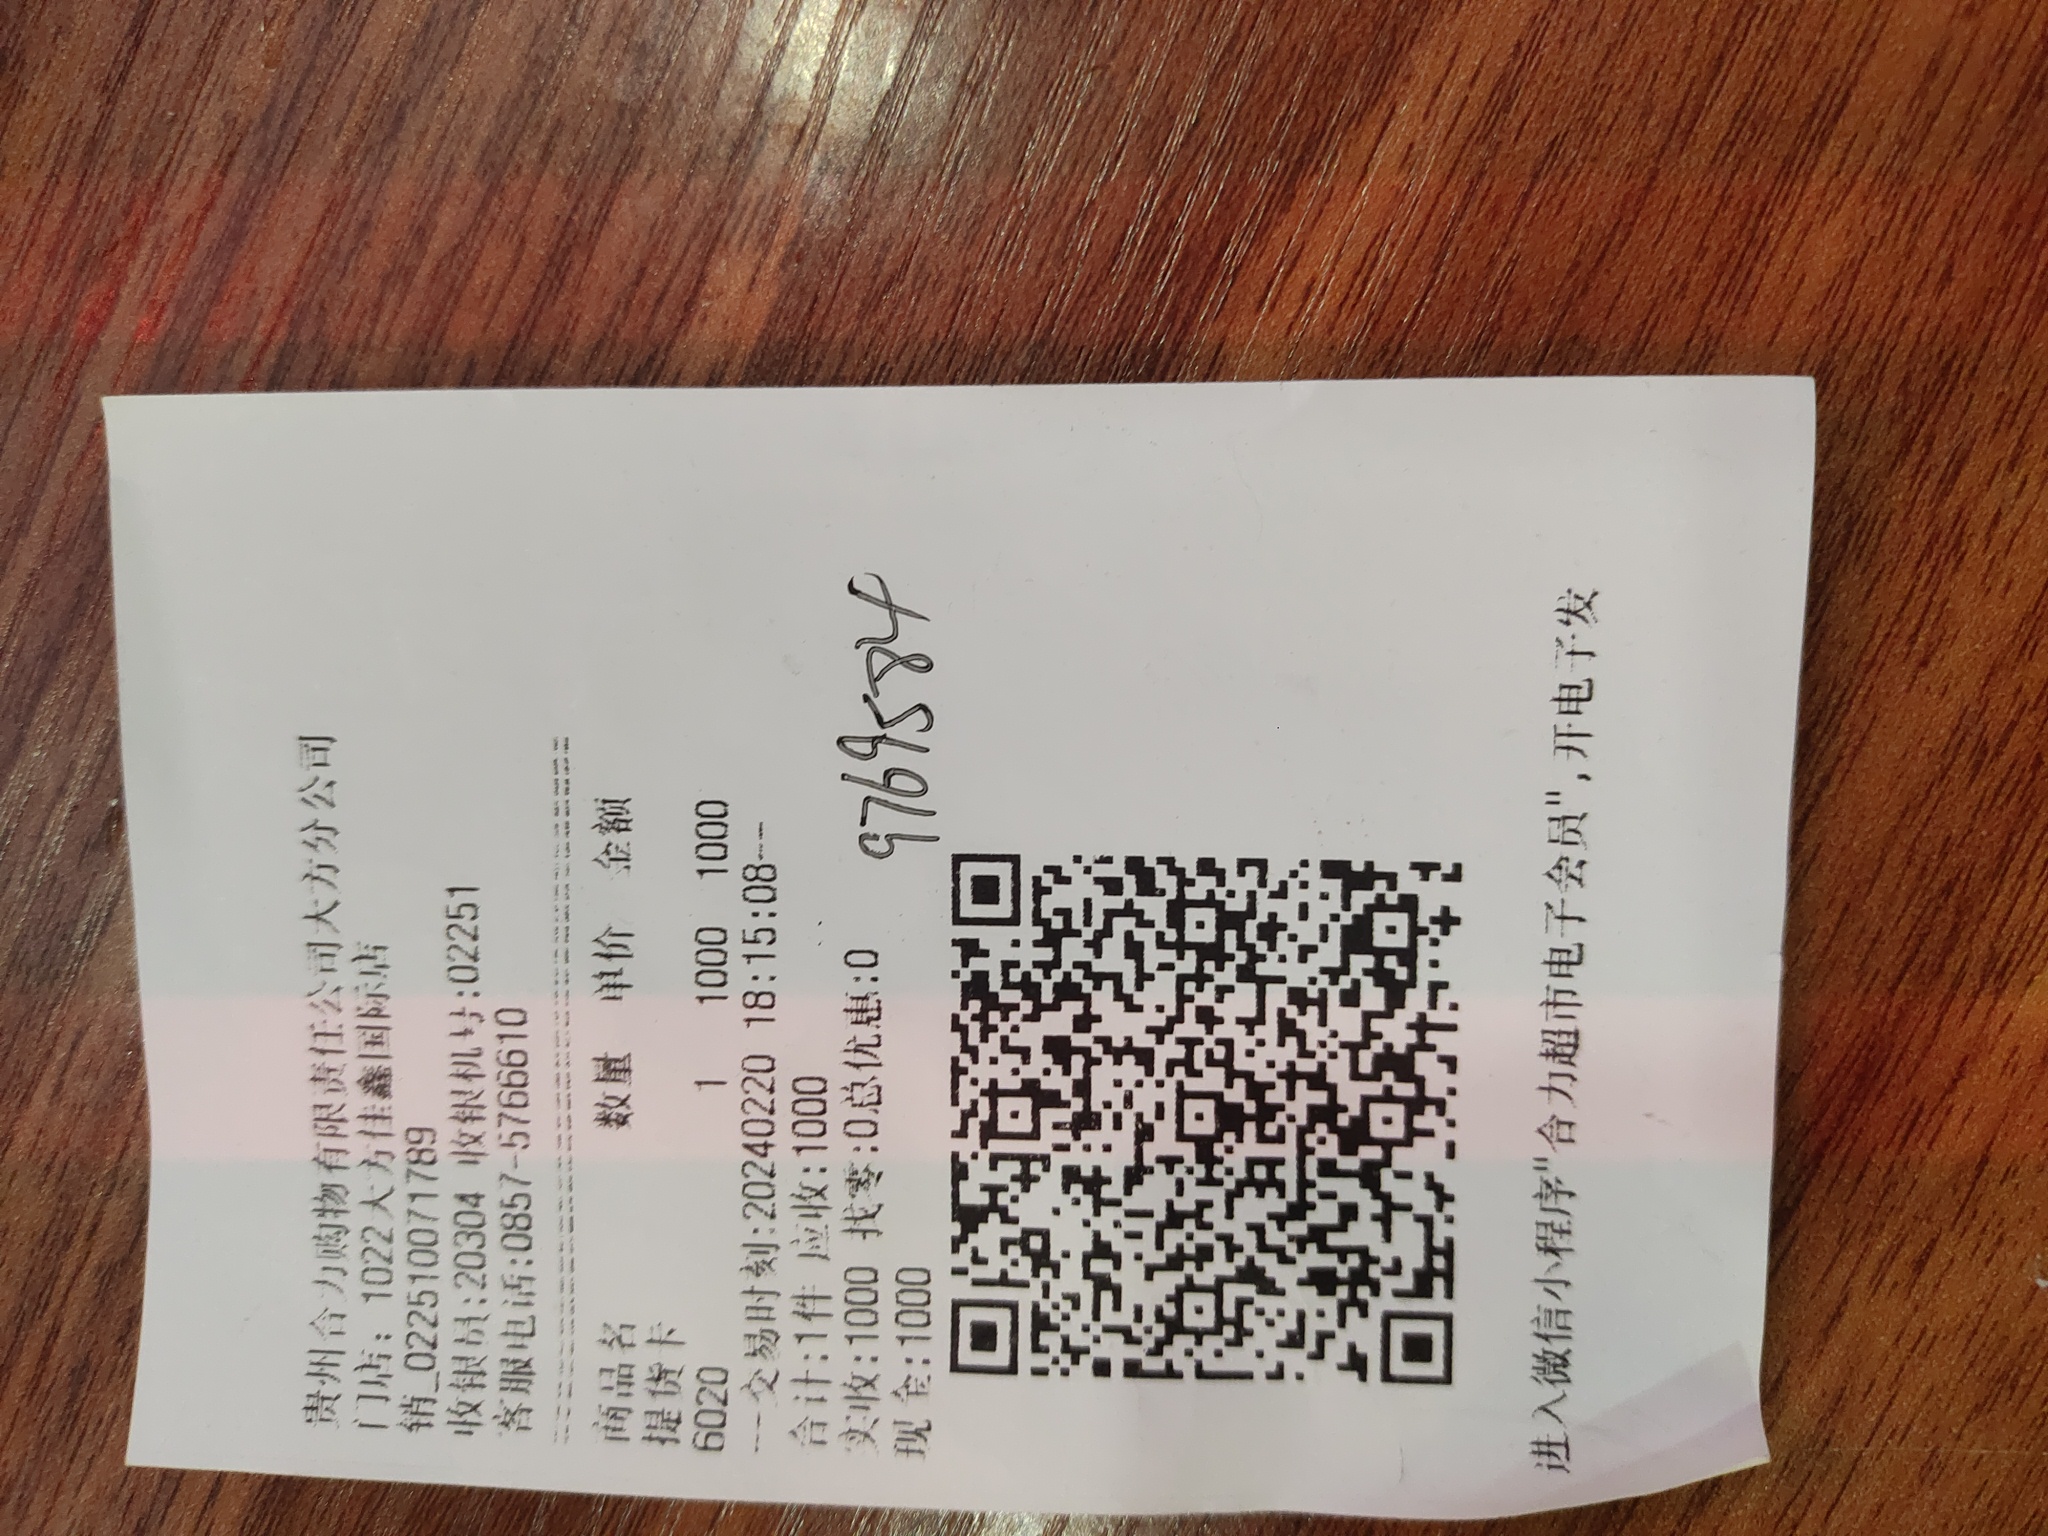 贵州合力购物有限责任公司大方分公司
门店: 1022大方佳鑫国际店
销_022510071789
收银员:20304 收银机号:02251
客服电话:0857-5766610
商品名 数量 单价 金额
提货卡
6020 1 1000 1000
---交易时刻:20240220 18:15:08---
合计:1件 应收:1000
实收:1000 找零:0总优惠:0
现金:1000
9769584
进入微信小程序"合力超市电子会员",开电子发